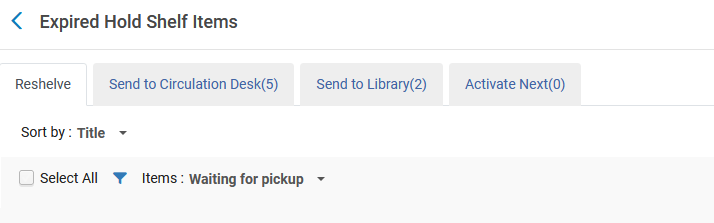 Expired Hold Shelf Items
Reshelve Send to Circulation Desk(5) Send to Library(2) Activate Next(0)
Sort by : Title
Select All Items : Waiting for pickup